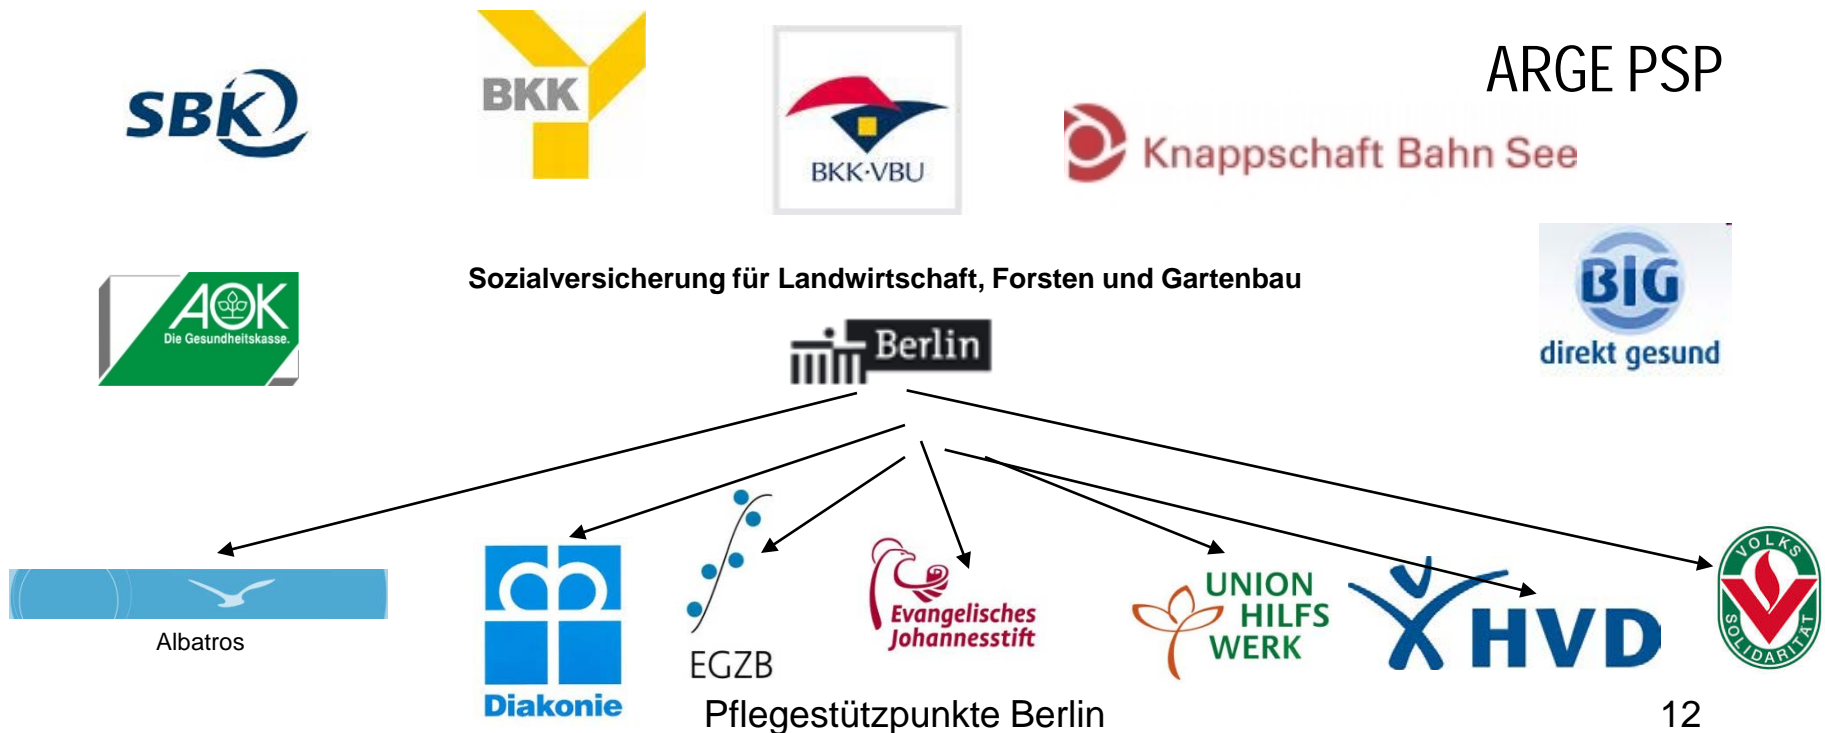 ARGE PSP
SBK
BKK
BKK·VBU
Knappschaft Bahn See
Sozialversicherung für Landwirtschaft, Forsten und Gartenbau
AOK
Die Gesundheitskasse.
Berlin
BIG
direkt gesund
Albatros
Diakonie
EGZB
Evangelisches
Johannesstift
UNION
HILFS
WERK
HVD
VOLKS
SOLIDARITÄT
Pflegestützpunkte Berlin
12